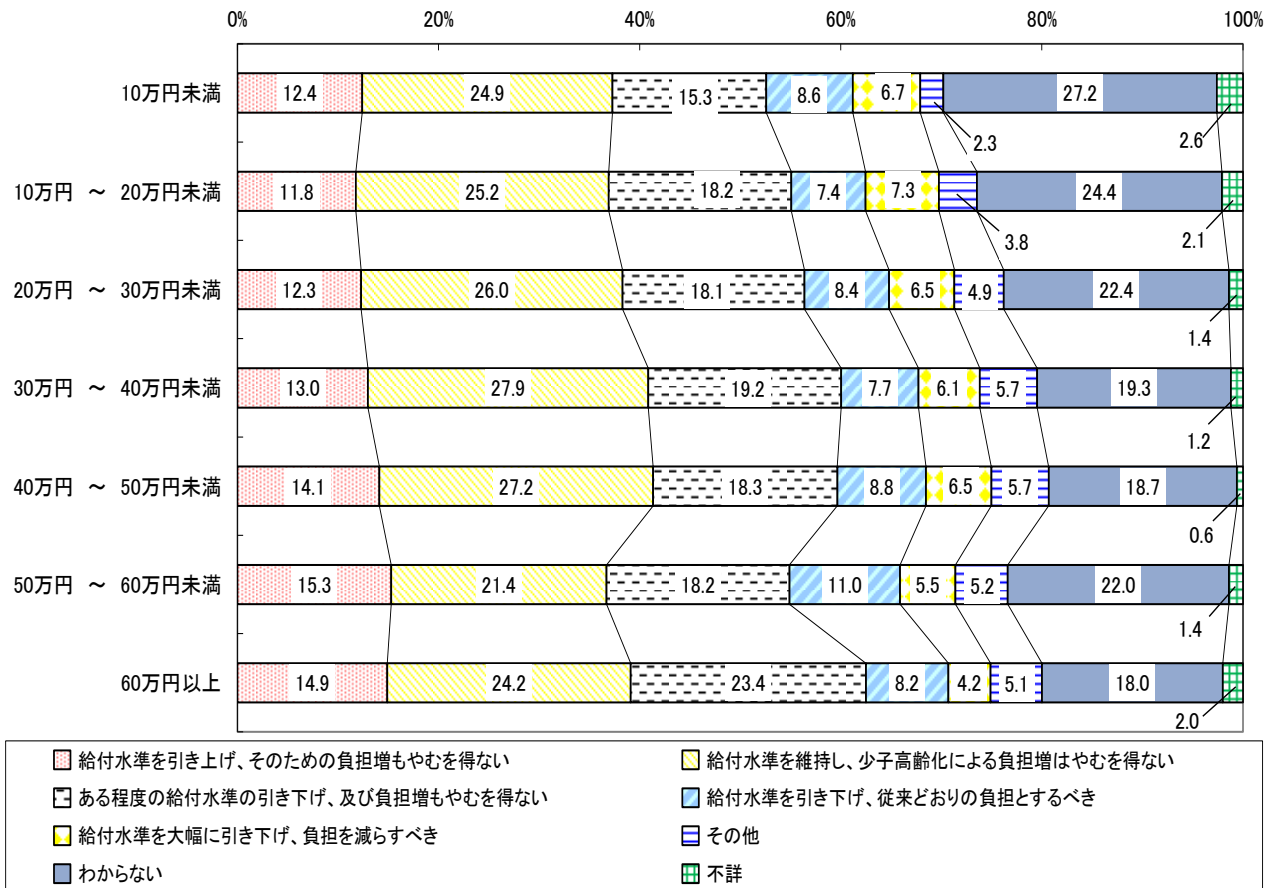 0% 20% 40% 60% 80% 100%
10万円未満 12.4 24.9 15.3 8.6 6.7 27.2
2.3 2.6
10万円 ～ 20万円未満 11.8 25.2 18.2 7.4 7.3 24.4
3.8 2.1
20万円 ～ 30万円未満 12.3 26.0 18.1 8.4 6.5 4.9 22.4
1.4
30万円 ～ 40万円未満 13.0 27.9 19.2 7.7 6.1 5.7 19.3
1.2
40万円 ～ 50万円未満 14.1 27.2 18.3 8.8 6.5 5.7 18.7
0.6
50万円 ～ 60万円未満 15.3 21.4 18.2 11.0 5.5 5.2 22.0
1.4
60万円以上 14.9 24.2 23.4 8.2 4.2 5.1 18.0
2.0
給付水準を引き上げ、そのための負担増もやむを得ない 給付水準を維持し、少子高齢化による負担増はやむを得ない
ある程度の給付水準の引き下げ、及び負担増もやむを得ない 給付水準を引き下げ、従来どおりの負担とするべき
給付水準を大幅に引き下げ、負担を減らすべき その他
わからない 不詳